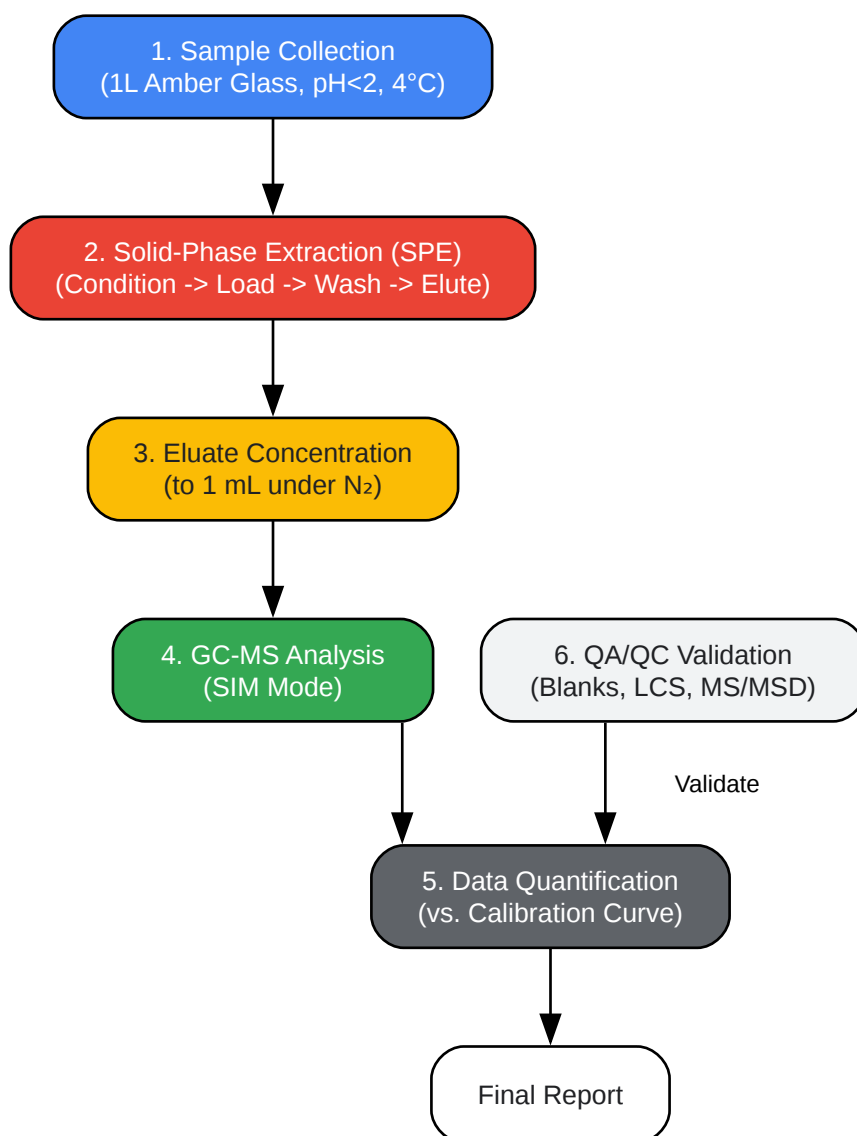 1. Sample Collection
(1L Amber Glass, pH<2, 4°C)
2. Solid-Phase Extraction (SPE)
(Condition -> Load -> Wash -> Elute)
3. Eluate Concentration
(to 1 mL under N₂)
4. GC-MS Analysis
(SIM Mode)
6. QA/QC Validation
(Blanks, LCS, MS/MSD)
Validate
5. Data Quantification
(vs. Calibration Curve)
Final Report